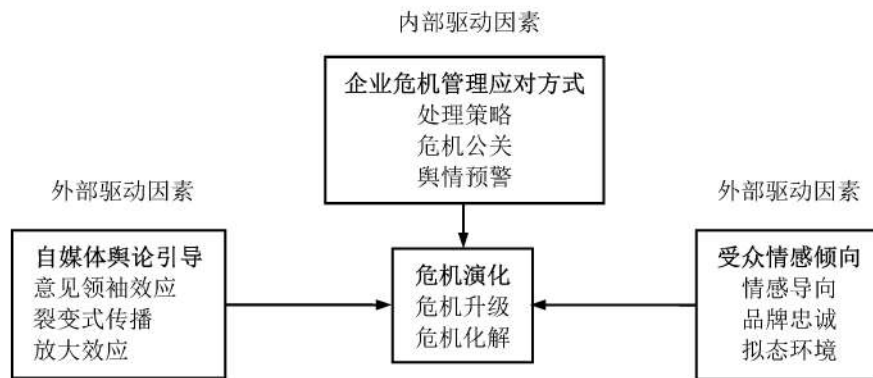 内部驱动因素
企业危机管理应对方式
处理策略
危机公关
舆情预警
外部驱动因素
自媒体舆论引导
意见领袖效应
裂变式传播
放大效应
危机演化
危机升级
危机化解
外部驱动因素
受众情感倾向
情感导向
品牌忠诚
拟态环境